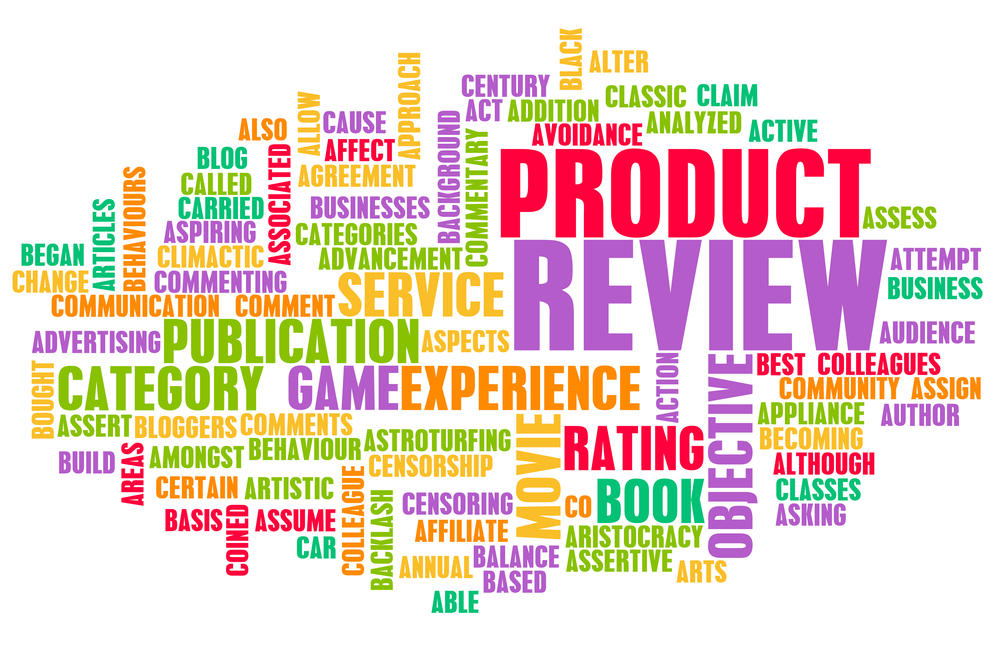 BLACK
ALTER
APPROACH
CENTURY
CLASSIC
CLAIM
ALLOW
ACT
ADDITION
ALSO
CAUSE
BACKGROUND
AVOIDANCE
ANALYZED
ACTIVE
BLOG
ASSOCIATED
AFFECT
COMMENTARY
PRODUCT
CALLED
AGREEMENT
BEHAVIOURS
ARTICLES
CARRIED
BUSINESSES
ASSESS
ASPIRING
CATEGORIES
BEGAN
CLIMACTIC
ADVANCEMENT
REVIEW
ATTEMPT
CHANGE
COMMENTING
SERVICE
BUSINESS
COMMUNICATION
COMMENT
ADVERTISING
PUBLICATION
ASPECTS
AUDIENCE
BOUGHT
CATEGORY
GAME
EXPERIENCE
ACTION
OBJECTIVE
BEST
COLLEAGUES
COMMUNITY
ASSIGN
ASSERT
BLOGGERS
COMMENTS
MOVIE
APPLIANCE
AUTHOR
BUILD
AREAS
AMONGST
BEHAVIOUR
ASTROTURFING
RATING
BECOMING
CENSORSHIP
ALTHOUGH
CERTAIN
ARTISTIC
COLLEAGUE
BACKLASH
CENSORING
CO
BOOK
CLASSES
BASIS
COINED
ASSUME
AFFILIATE
ARISTOCRACY
ASKING
CAR
ANNUAL
BALANCE
ASSERTIVE
BASED
ARTS
ABLE